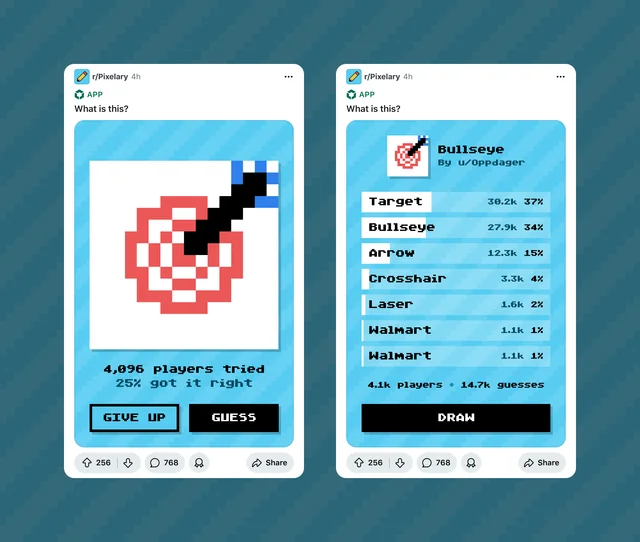 r/Pixelary 4h
APP
What is this?
4,096 players tried
25% got it right
GIVE UP
GUESS
256
768
Share
r/Pixelary 4h
APP
What is this?
Bullseye
By u/Oppdager
Target 30.2k 37%
Bullseye 27.9k 34%
Arrow 12.3k 15%
Crosshair 3.3k 4%
Laser 1.6k 2%
Walmart 1.1k 1%
Walmart 1.1k 1%
4.1k players • 14.7k guesses
DRAW
256
768
Share